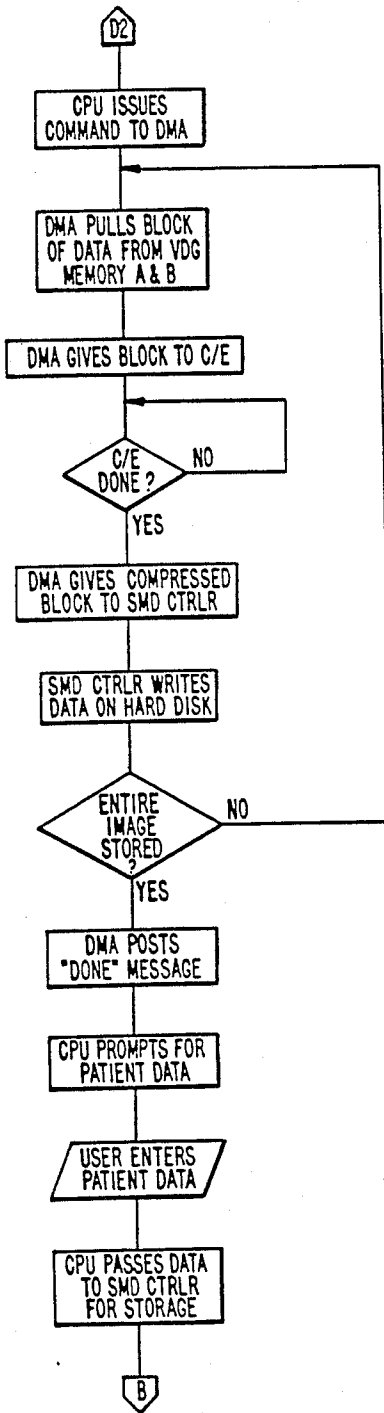 D2
CPU ISSUES
COMMAND TO DMA
DMA PULLS BLOCK
OF DATA FROM VDG
MEMORY A & B
DMA GIVES BLOCK TO C/E
C/E
DONE ?
NO
YES
DMA GIVES COMPRESSED
BLOCK TO SMD CTRLR
SMD CTRLR WRITES
DATA ON HARD DISK
ENTIRE
IMAGE
STORED
?
NO
YES
DMA POSTS
"DONE" MESSAGE
CPU PROMPTS FOR
PATIENT DATA
USER ENTERS
PATIENT DATA
CPU PASSES DATA
TO SMD CTRLR
FOR STORAGE
B